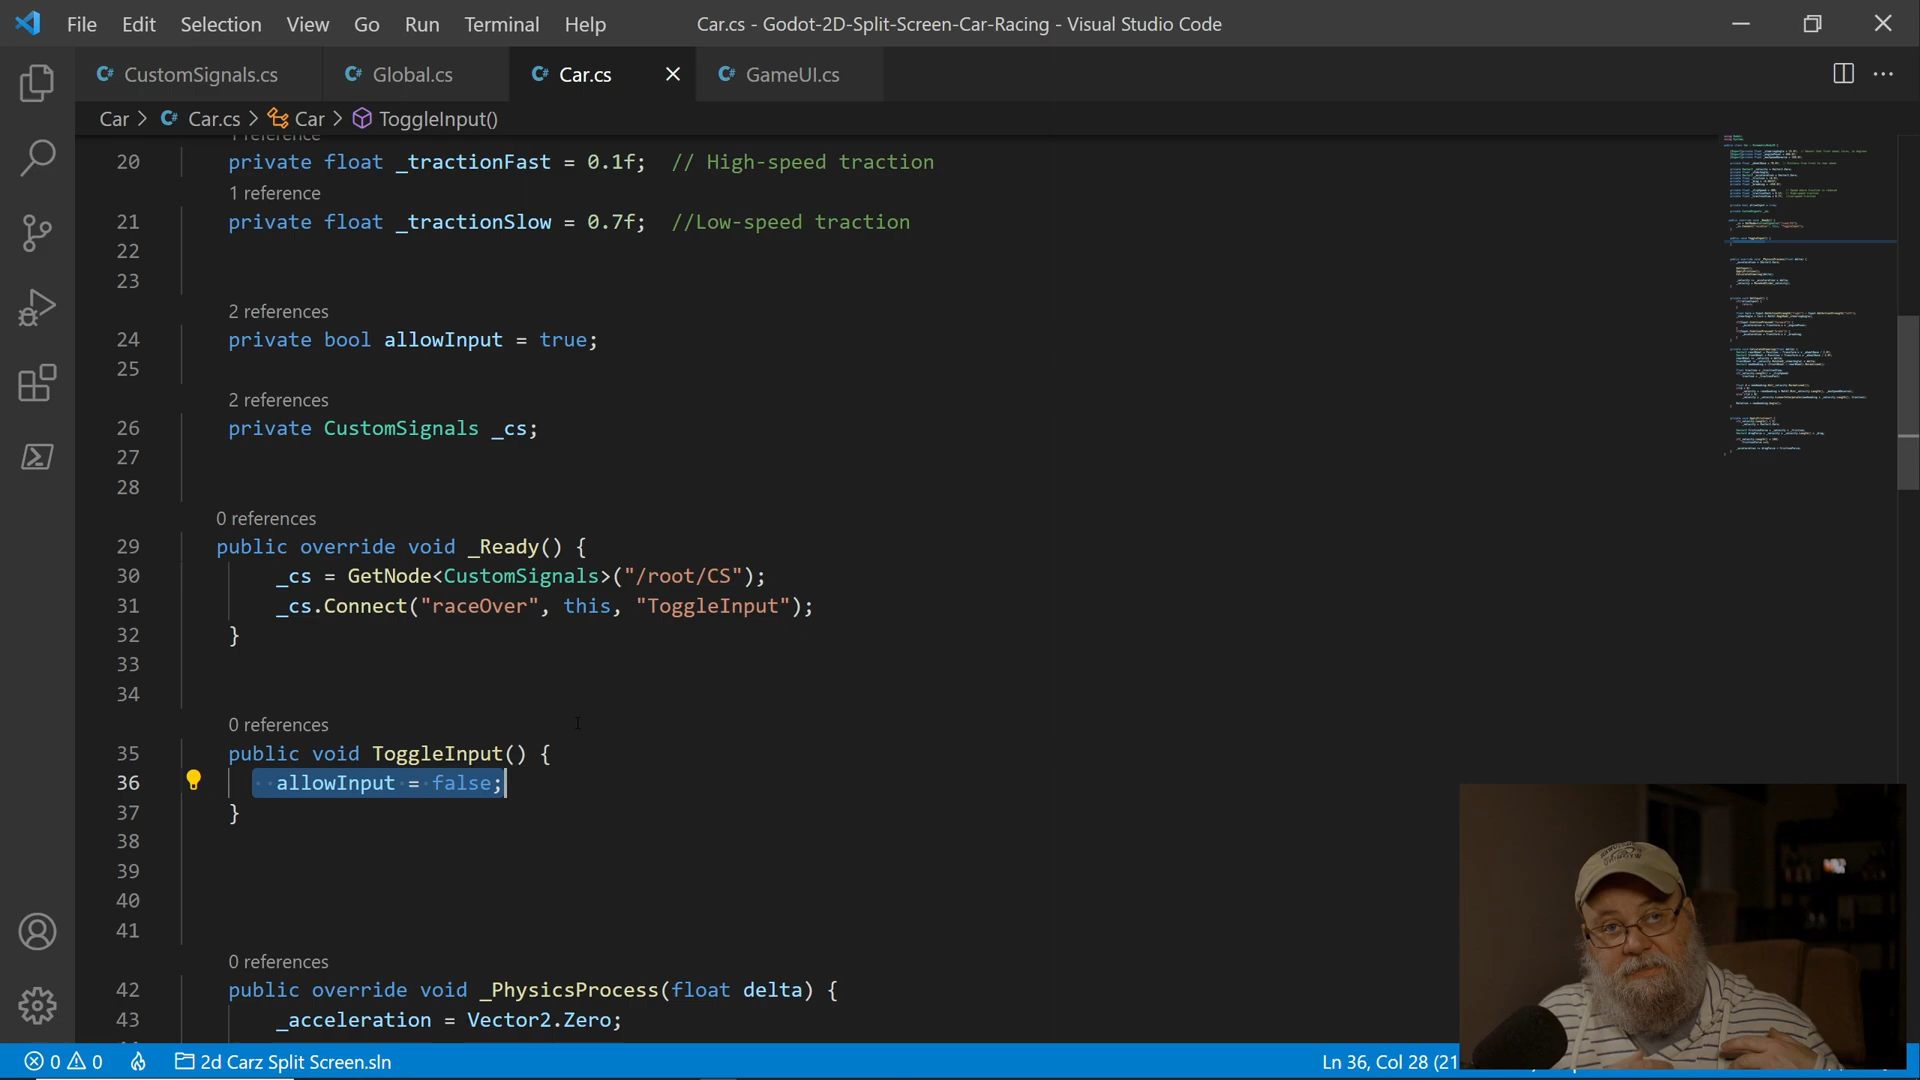 File Edit Selection View Go Run Terminal Help Car.cs - Godot-2D-Split-Screen-Car-Racing - Visual Studio Code
C# CustomSignals.cs C# Global.cs C# Car.cs C# GameUI.cs
Car > C# Car.cs > Car > ToggleInput()
1 reference
20 private float _tractionFast = 0.1f; // High-speed traction
1 reference
21 private float _tractionSlow = 0.7f; //Low-speed traction
22
23
2 references
24 private bool allowInput = true;
25
2 references
26 private CustomSignals _cs;
27
28
0 references
29 public override void _Ready() {
30 _cs = GetNode<CustomSignals>("/root/CS");
31 _cs.Connect("raceOver", this, "ToggleInput");
32 }
33
34
0 references
35 public void ToggleInput() {
36 allowInput = false;
37 }
38
39
40
41
0 references
42 public override void _PhysicsProcess(float delta) {
43 _acceleration = Vector2.Zero;
0 0 2d Carz Split Screen.sln Ln 36, Col 28 (21